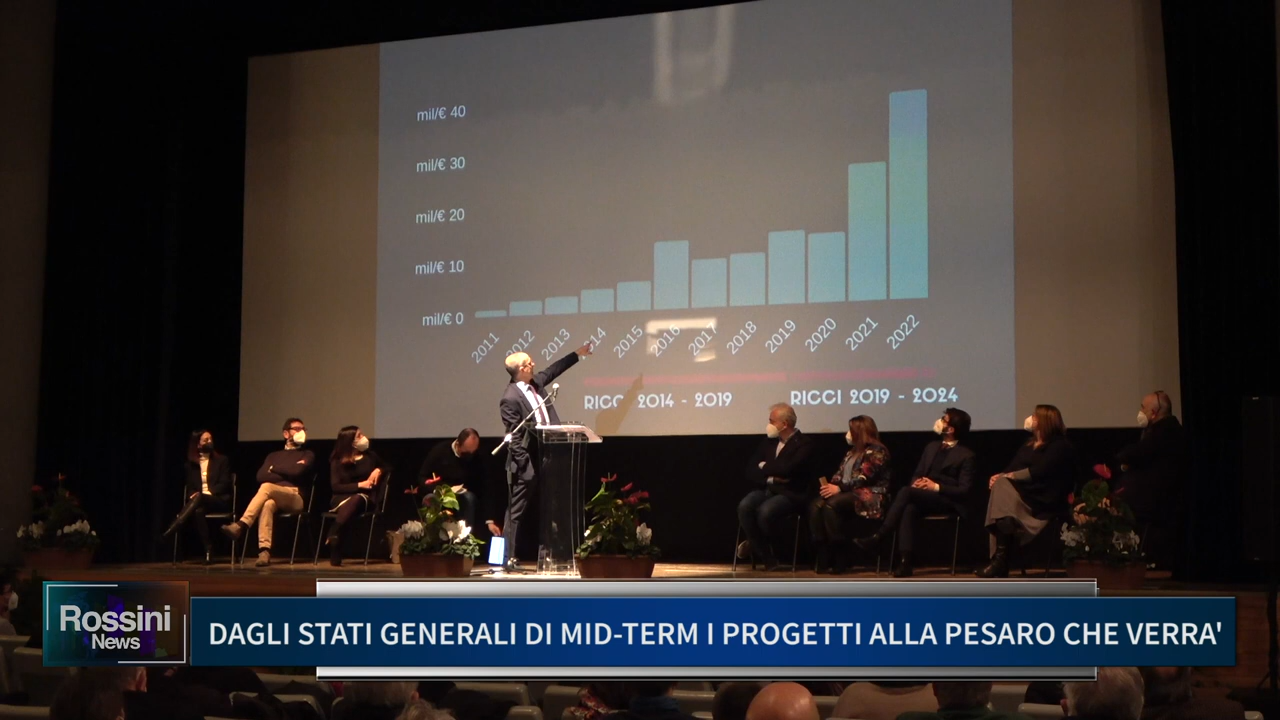 mil/€ 40
mil/€ 30
mil/€ 20
mil/€ 10
mil/€ 0
2011 2012 2013 2014 2015 2016 2017 2018 2019 2020 2021 2022
RICCI 2014 - 2019 RICCI 2019 - 2024
Rossini
News
DAGLI STATI GENERALI DI MID-TERM I PROGETTI ALLA PESARO CHE VERRA'